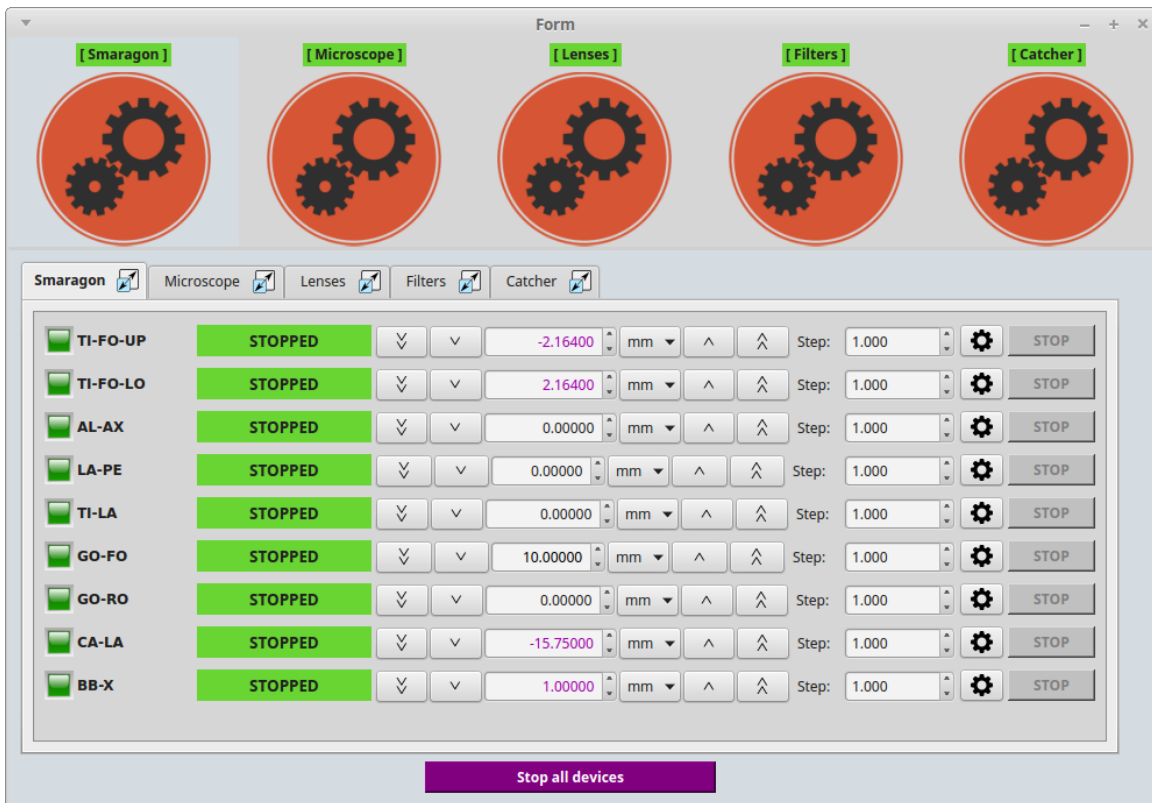 Form
[ Smaragon ] [ Microscope ] [ Lenses ] [ Filters ] [ Catcher ]
Smaragon Microscope Lenses Filters Catcher
TI-FO-UP STOPPED -2.16400 mm Step: 1.000 STOP
TI-FO-LO STOPPED 2.16400 mm Step: 1.000 STOP
AL-AX STOPPED 0.00000 mm Step: 1.000 STOP
LA-PE STOPPED 0.00000 mm Step: 1.000 STOP
TI-LA STOPPED 0.00000 mm Step: 1.000 STOP
GO-FO STOPPED 10.00000 mm Step: 1.000 STOP
GO-RO STOPPED 0.00000 mm Step: 1.000 STOP
CA-LA STOPPED -15.75000 mm Step: 1.000 STOP
BB-X STOPPED 1.00000 mm Step: 1.000 STOP
Stop all devices